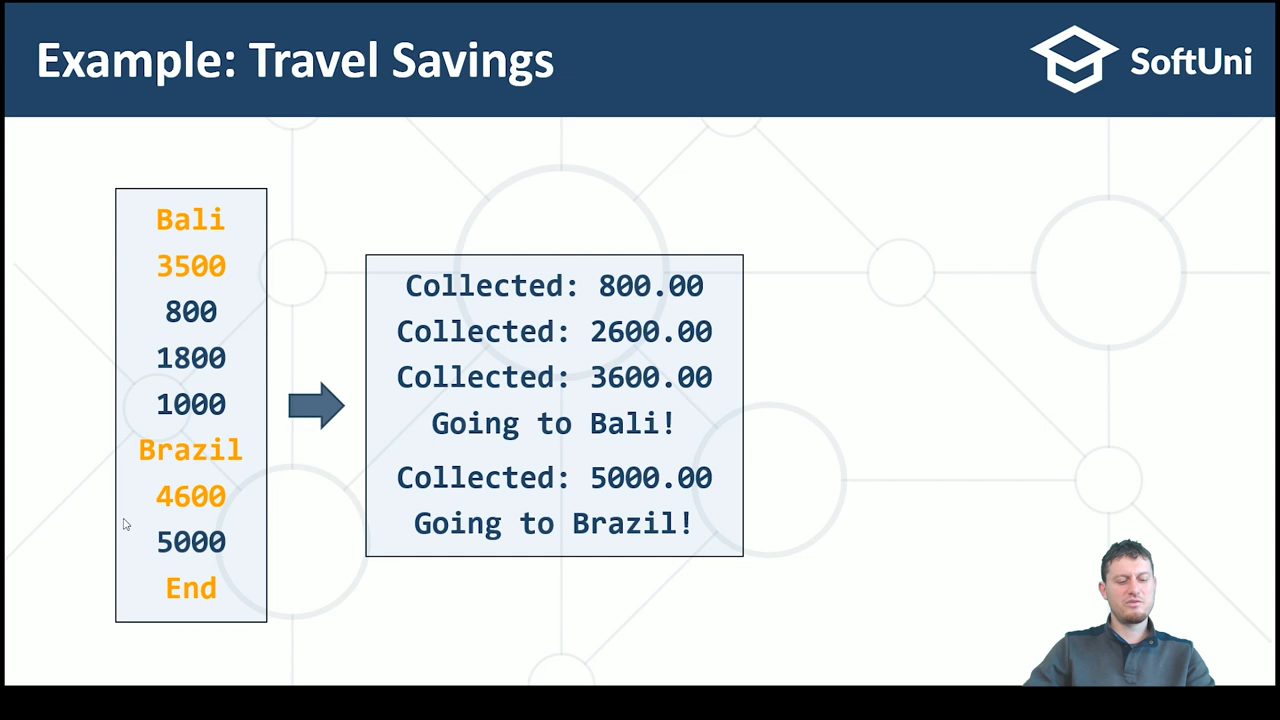 Example: Travel Savings
SoftUni
Bali
3500
800
1800
1000
Brazil
4600
5000
End
Collected: 800.00
Collected: 2600.00
Collected: 3600.00
Going to Bali!
Collected: 5000.00
Going to Brazil!